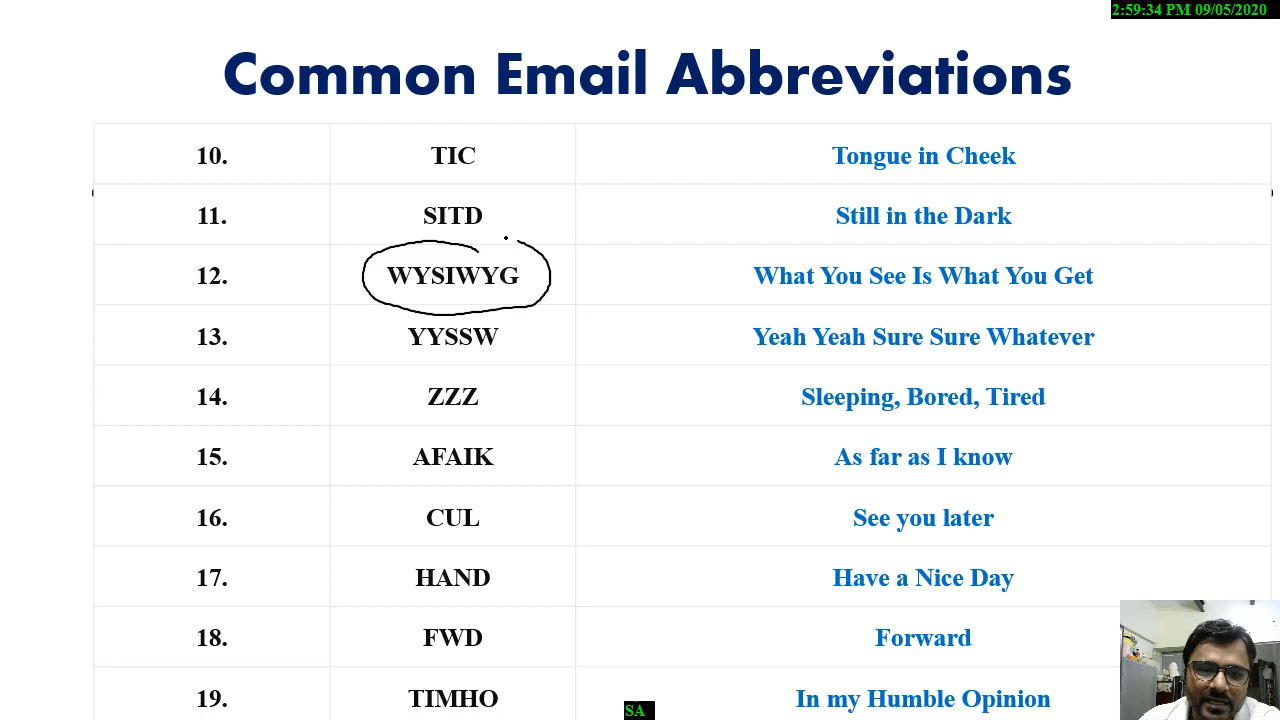 2:59:34 PM 09/05/2020
Common Email Abbreviations
10. TIC Tongue in Cheek
11. SITD Still in the Dark
12. WYSIWYG What You See Is What You Get
13. YYSSW Yeah Yeah Sure Sure Whatever
14. ZZZ Sleeping, Bored, Tired
15. AFAIK As far as I know
16. CUL See you later
17. HAND Have a Nice Day
18. FWD Forward
19. TIMHO In my Humble Opinion
SA